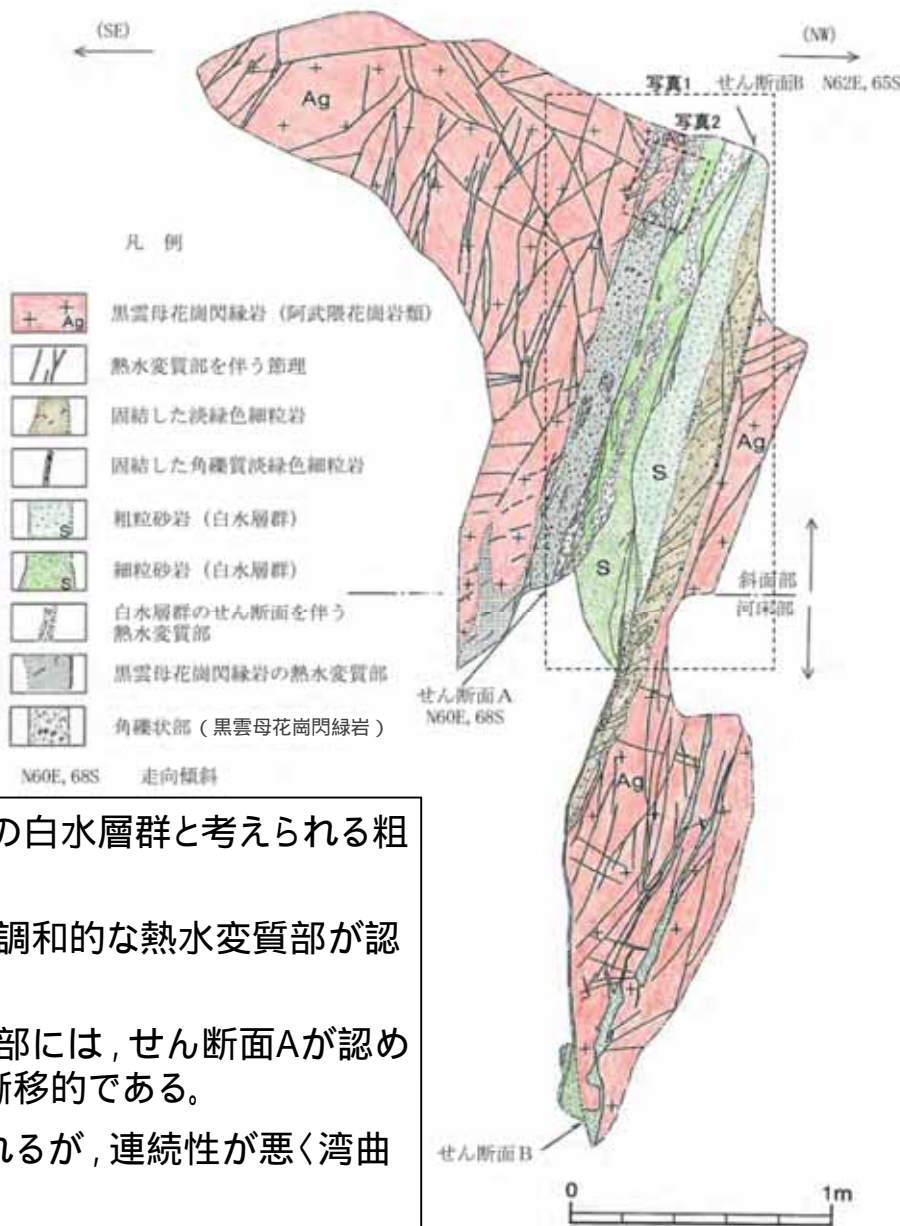 (SE)
(NW)
写真1 せん断面B N62E, 65S
写真2
Ag
凡 例
Ag 黒雲母花崗閃緑岩 (阿武隈花崗岩類)
熱水変質部を伴う節理
固結した淡緑色細粒岩
固結した角礫質淡緑色細粒岩
S 粗粒砂岩 (白水層群)
S 細粒砂岩 (白水層群)
白水層群のせん断面を伴う
熱水変質部
黒雲母花崗閃緑岩の熱水変質部
角礫状部 (黒雲母花崗閃緑岩)
N60E, 68S 走向傾斜
Ag
S
S
斜面部
河床部
せん断面A
N60E, 68S
Ag
の白水層群と考えられる粗
調和的な熱水変質部が認
部には,せん断面Aが認め
漸移的である。
れるが,連続性が悪く湾曲
せん断面B
0 1m